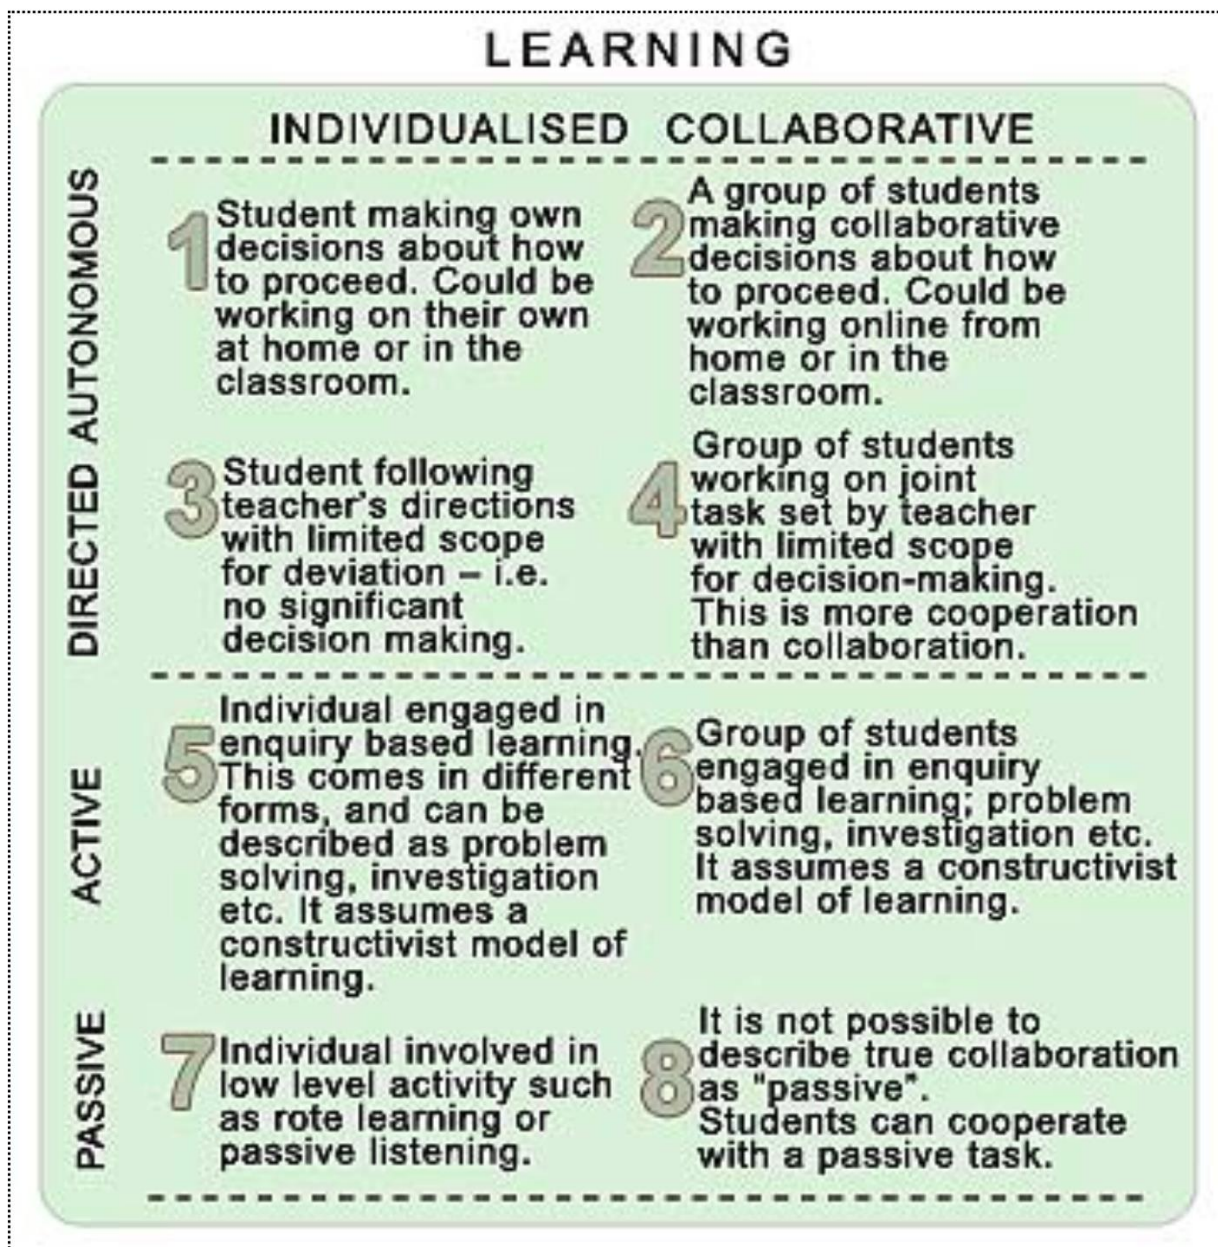 LEARNING
INDIVIDUALISED COLLABORATIVE
AUTONOMOUS
1
Student making own
decisions about how
to proceed. Could be
working on their own
at home or in the
classroom.
2
A group of students
making collaborative
decisions about how
to proceed. Could be
working online from
home or in the
classroom.
DIRECTED
3
Student following
teacher's directions
with limited scope
for deviation – i.e.
no significant
decision making.
4
Group of students
working on joint
task set by teacher
with limited scope
for decision-making.
This is more cooperation
than collaboration.
ACTIVE
5
Individual engaged in
enquiry based learning.
This comes in different
forms, and can be
described as problem
solving, investigation
etc. It assumes a
constructivist model of
learning.
6
Group of students
engaged in enquiry
based learning; problem
solving, investigation etc.
It assumes a constructivist
model of learning.
PASSIVE
7
Individual involved in
low level activity such
as rote learning or
passive listening.
8
It is not possible to
describe true collaboration
as "passive".
Students can cooperate
with a passive task.